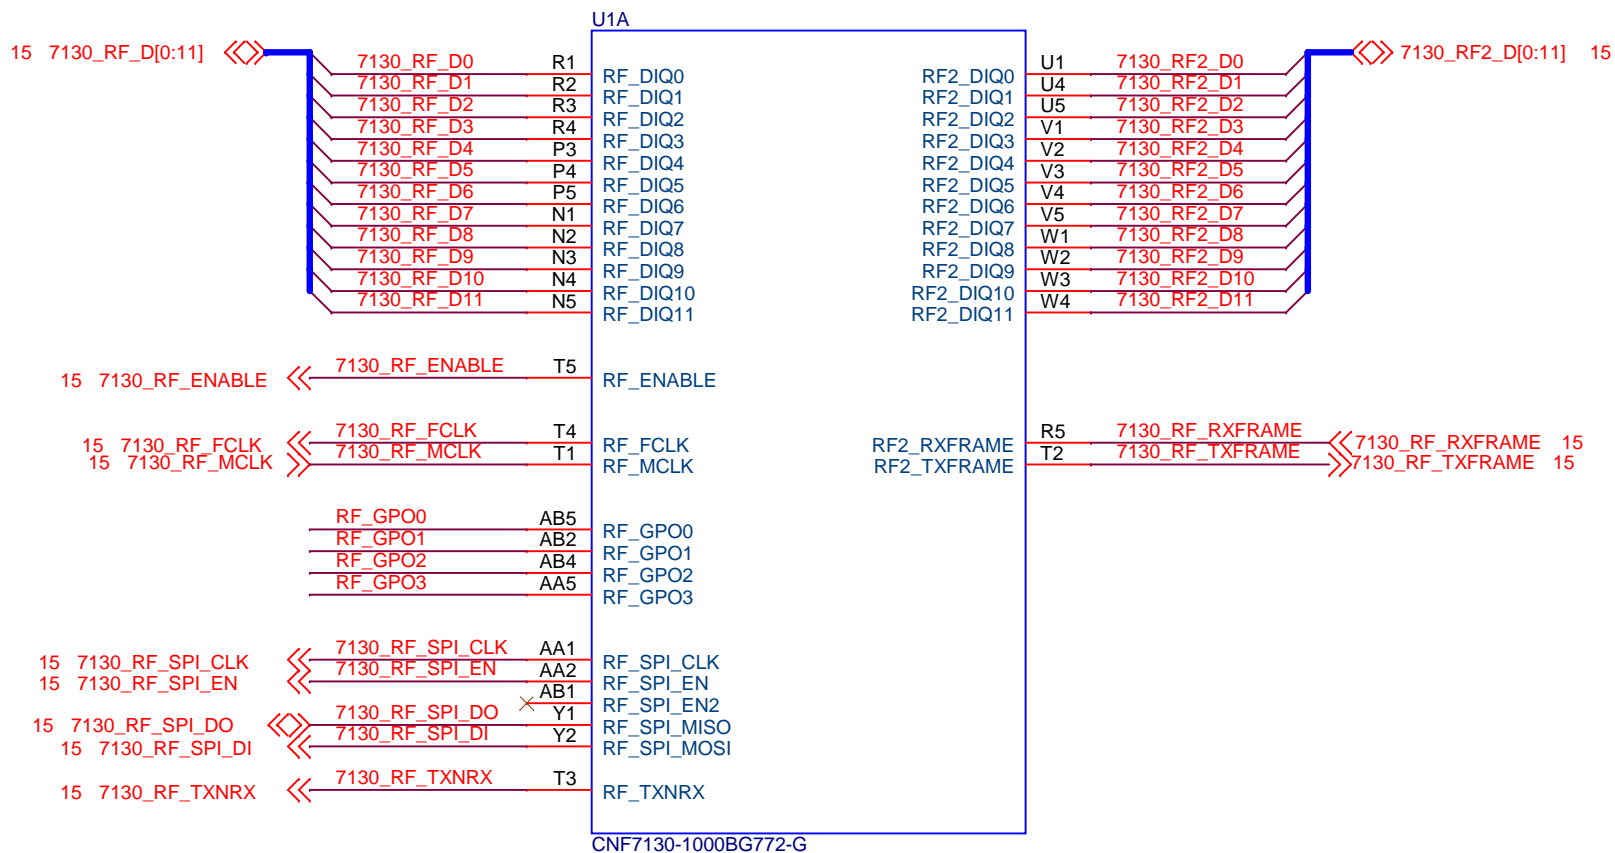 U1A
15 7130_RF_D[0:11]
7130_RF2_D[0:11] 15
7130_RF_D0 R1 RF_DIQ0 RF2_DIQ0 U1 7130_RF2_D0
7130_RF_D1 R2 RF_DIQ1 RF2_DIQ1 U4 7130_RF2_D1
7130_RF_D2 R3 RF_DIQ2 RF2_DIQ2 U5 7130_RF2_D2
7130_RF_D3 R4 RF_DIQ3 RF2_DIQ3 V1 7130_RF2_D3
7130_RF_D4 P3 RF_DIQ4 RF2_DIQ4 V2 7130_RF2_D4
7130_RF_D5 P4 RF_DIQ5 RF2_DIQ5 V3 7130_RF2_D5
7130_RF_D6 P5 RF_DIQ6 RF2_DIQ6 V4 7130_RF2_D6
7130_RF_D7 N1 RF_DIQ7 RF2_DIQ7 V5 7130_RF2_D7
7130_RF_D8 N2 RF_DIQ8 RF2_DIQ8 W1 7130_RF2_D8
7130_RF_D9 N3 RF_DIQ9 RF2_DIQ9 W2 7130_RF2_D9
7130_RF_D10 N4 RF_DIQ10 RF2_DIQ10 W3 7130_RF2_D10
7130_RF_D11 N5 RF_DIQ11 RF2_DIQ11 W4 7130_RF2_D11
15 7130_RF_ENABLE 7130_RF_ENABLE T5 RF_ENABLE
15 7130_RF_FCLK 7130_RF_FCLK T4 RF_FCLK RF2_RXFRAME R5 7130_RF_RXFRAME 7130_RF_RXFRAME 15
15 7130_RF_MCLK 7130_RF_MCLK T1 RF_MCLK RF2_TXFRAME T2 7130_RF_TXFRAME 7130_RF_TXFRAME 15
RF_GPO0 AB5 RF_GPO0
RF_GPO1 AB2 RF_GPO1
RF_GPO2 AB4 RF_GPO2
RF_GPO3 AA5 RF_GPO3
15 7130_RF_SPI_CLK 7130_RF_SPI_CLK AA1 RF_SPI_CLK
15 7130_RF_SPI_EN 7130_RF_SPI_EN AA2 RF_SPI_EN
AB1 RF_SPI_EN2
15 7130_RF_SPI_DO 7130_RF_SPI_DO Y1 RF_SPI_MISO
15 7130_RF_SPI_DI 7130_RF_SPI_DI Y2 RF_SPI_MOSI
15 7130_RF_TXNRX 7130_RF_TXNRX T3 RF_TXNRX
CNF7130-1000BG772-G